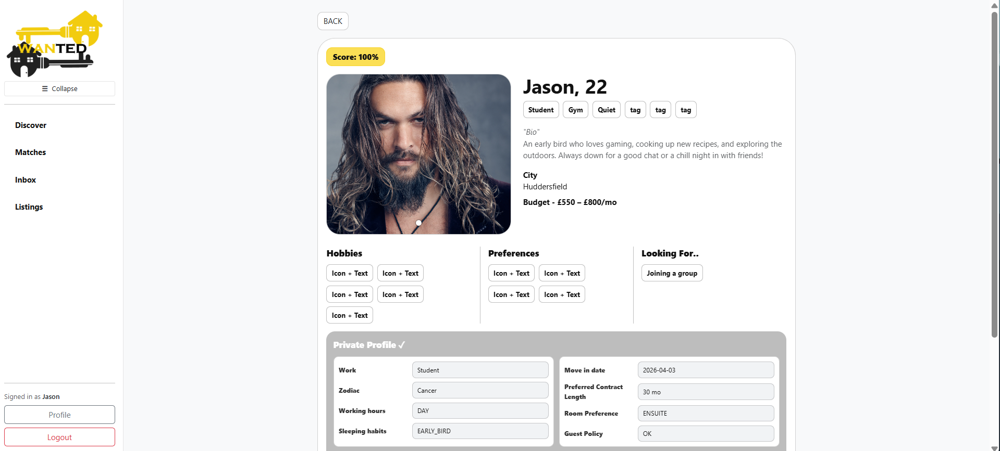 WANTED
☰ Collapse
Discover
Matches
Inbox
Listings
Signed in as Jason
Profile
Logout
BACK
Score: 100%
Jason, 22
Student Gym Quiet tag tag tag
"Bio"
An early bird who loves gaming, cooking up new recipes, and exploring the
outdoors. Always down for a good chat or a chill night in with friends!
City
Huddersfield
Budget - £550 – £800/mo
Hobbies
Icon + Text Icon + Text
Icon + Text Icon + Text
Icon + Text
Preferences
Icon + Text Icon + Text
Icon + Text Icon + Text
Looking For..
Joining a group
Private Profile ✓
Work Student
Zodiac Cancer
Working hours DAY
Sleeping habits EARLY_BIRD
Move in date 2026-04-03
Preferred Contract
Length 30 mo
Room Preference ENSUITE
Guest Policy OK